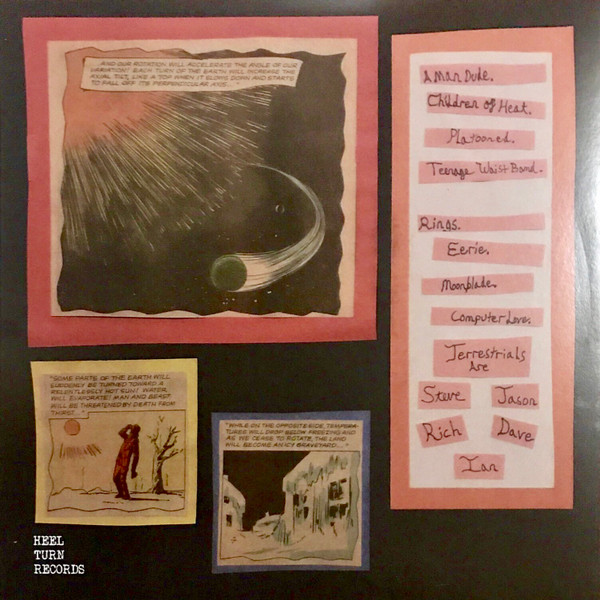 AND OUR ROTATION WILL ACCELERATE THE ANGLE OF OUR
VARIATION! EACH TURN OF THE EARTH WILL INCREASE THE
AXIAL TILT, LIKE A TOP WHEN IT SLOWS DOWN AND STARTS
TO FALL OFF ITS PERPENDICULAR AXIS..."
A Man Dude.
Children of Heat.
Platooned.
Teenage Waist Band.
Rings.
Eerie.
Moonblade.
Computer Love.
Terrestrials
Are
Steve
Jason
Rich
Dave
Ian
"SOME PARTS OF THE EARTH WILL
SUDDENLY BE TURNED TOWARD A
RELENTLESSLY HOT SUN! WATER
WILL EVAPORATE! MAN AND BEAST
WILL BE THREATENED BY DEATH FROM
THIRST..."
"WHILE ON THE OPPOSITE SIDE, TEMPERA-
TURES WILL DROP BELOW FREEZING AND
AS WE CEASE TO ROTATE, THE LAND
WILL BECOME AN ICY GRAVEYARD..."
HEEL
TURN
RECORDS